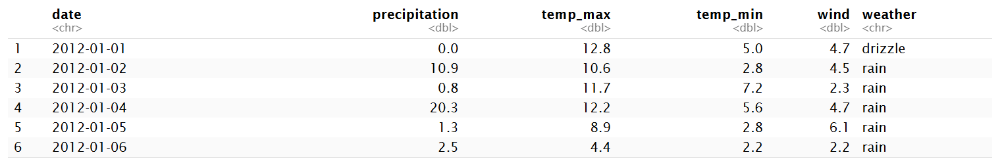 date precipitation temp_max temp_min wind weather
<chr> <dbl> <dbl> <dbl> <dbl> <chr>
1 2012-01-01 0.0 12.8 5.0 4.7 drizzle
2 2012-01-02 10.9 10.6 2.8 4.5 rain
3 2012-01-03 0.8 11.7 7.2 2.3 rain
4 2012-01-04 20.3 12.2 5.6 4.7 rain
5 2012-01-05 1.3 8.9 2.8 6.1 rain
6 2012-01-06 2.5 4.4 2.2 2.2 rain